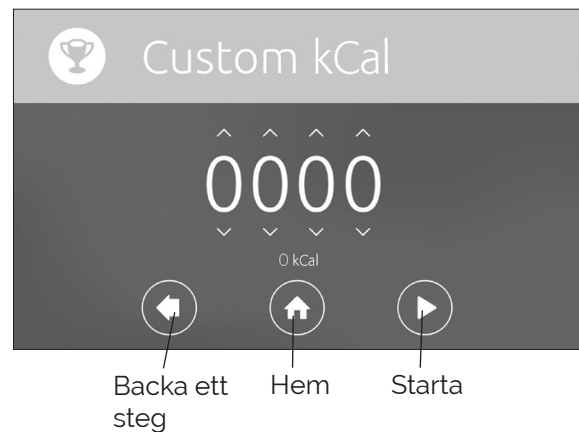 Custom kCal
0000
0 kCal
Backa ett
steg
Hem
Starta